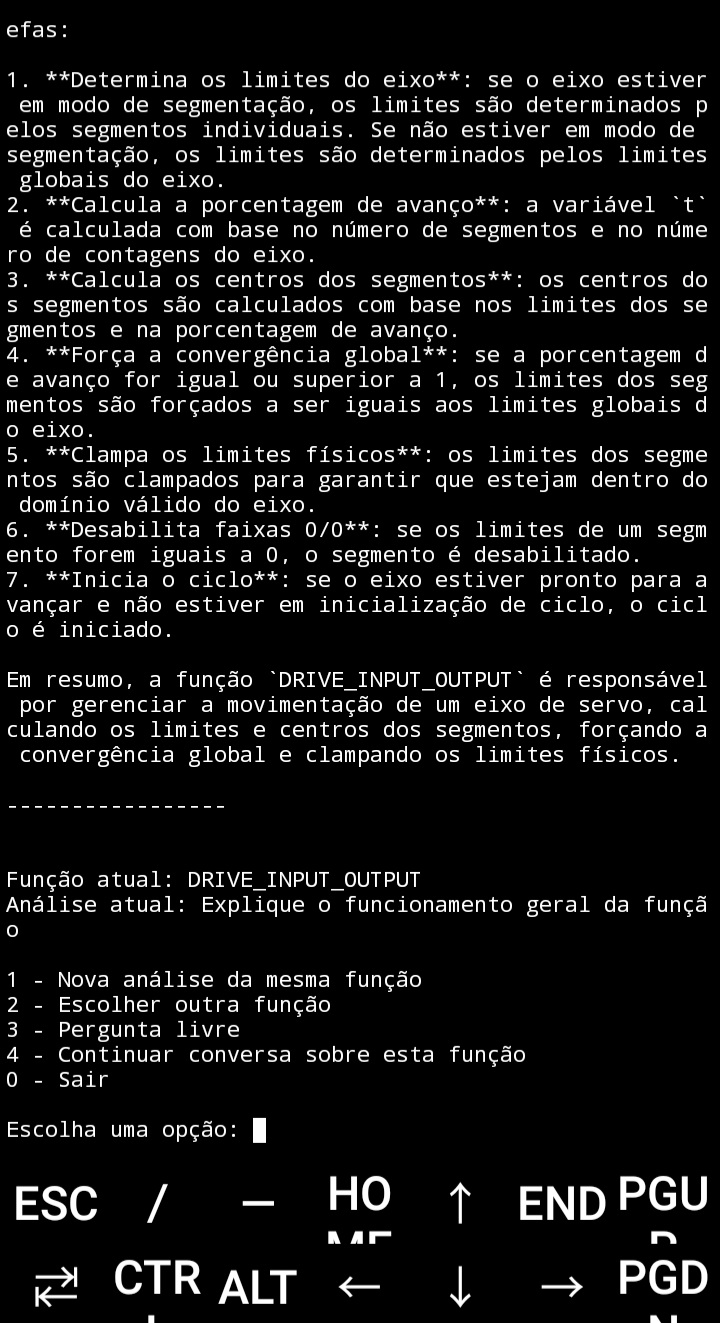 efas:
1. **Determina os limites do eixo**: se o eixo estiver
em modo de segmentação, os limites são determinados p
elos segmentos individuais. Se não estiver em modo de
segmentação, os limites são determinados pelos limites
globais do eixo.
2. **Calcula a porcentagem de avanço**: a variável `t`
é calculada com base no número de segmentos e no núme
ro de contagens do eixo.
3. **Calcula os centros dos segmentos**: os centros do
s segmentos são calculados com base nos limites dos se
gmentos e na porcentagem de avanço.
4. **Força a convergência global**: se a porcentagem d
e avanço for igual ou superior a 1, os limites dos seg
mentos são forçados a ser iguais aos limites globais d
o eixo.
5. **Clampa os limites físicos**: os limites dos segme
ntos são clampados para garantir que estejam dentro do
domínio válido do eixo.
6. **Desabilita faixas 0/0**: se os limites de um segm
ento forem iguais a 0, o segmento é desabilitado.
7. **Inicia o ciclo**: se o eixo estiver pronto para a
vançar e não estiver em inicialização de ciclo, o cicl
o é iniciado.
Em resumo, a função `DRIVE_INPUT_OUTPUT` é responsável
por gerenciar a movimentação de um eixo de servo, cal
culando os limites e centros dos segmentos, forçando a
convergência global e clampando os limites físicos.
-----------------
Função atual: DRIVE_INPUT_OUTPUT
Análise atual: Explique o funcionamento geral da funçã
o
1 - Nova análise da mesma função
2 - Escolher outra função
3 - Pergunta livre
4 - Continuar conversa sobre esta função
0 - Sair
Escolha uma opção:
ESC / — HOME ↑ END PGUP
⇄ CTRL ALT ← ↓ → PGDN